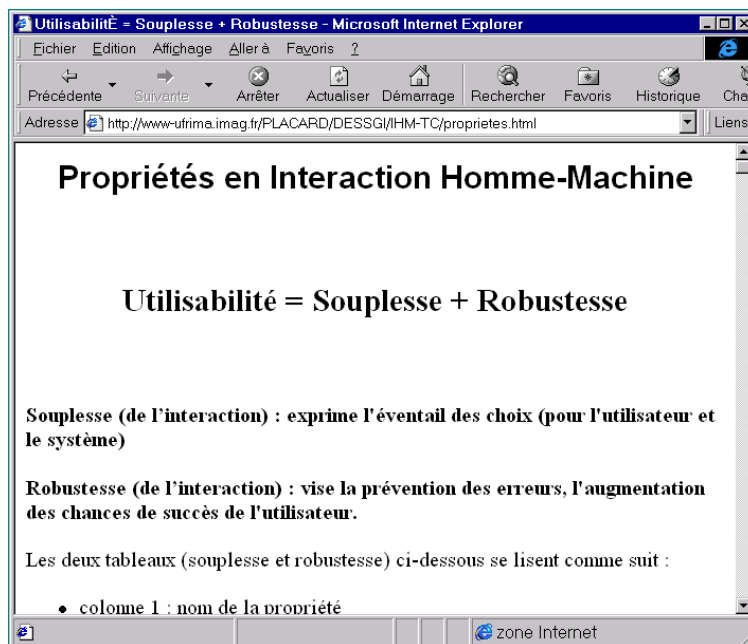 UtilisabilitÈ = Souplesse + Robustesse - Microsoft Internet Explorer
Fichier Edition Affichage Aller à Favoris ?
Précédente Suivante Arrêter Actualiser Démarrage Rechercher Favoris Historique Cha
Adresse http://www-ufrima.imag.fr/PLACARD/DESSGI/IHM-TC/proprietes.html Liens
Propriétés en Interaction Homme-Machine
Utilisabilité = Souplesse + Robustesse
Souplesse (de l'interaction) : exprime l'éventail des choix (pour l'utilisateur et
le système)
Robustesse (de l'interaction) : vise la prévention des erreurs, l'augmentation
des chances de succès de l'utilisateur.
Les deux tableaux (souplesse et robustesse) ci-dessous se lisent comme suit :
• colonne 1 : nom de la propriété
zone Internet